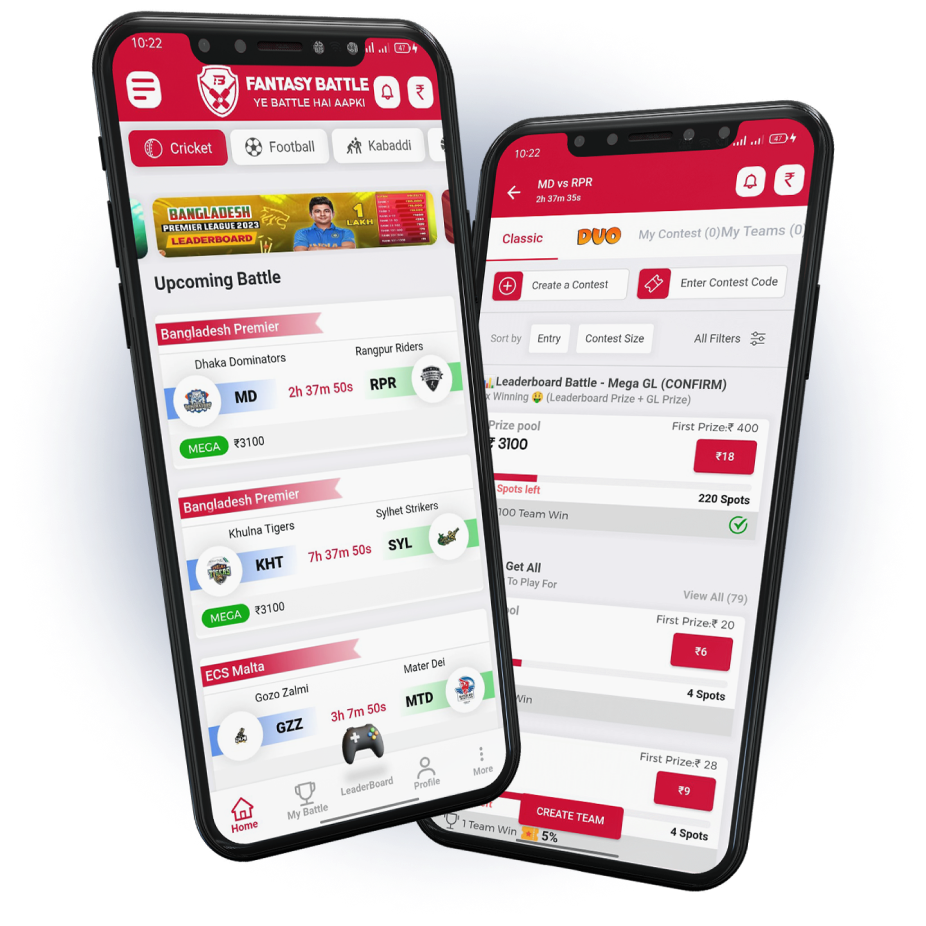 10:22
47
FANTASY BATTLE
YE BATTLE HAI AAPKI
₹
Cricket
Football
Kabaddi
BANGLADESH
PREMIER LEAGUE 2023
LEADERBOARD
1
LAKH
Upcoming Battle
Bangladesh Premier
Dhaka Dominators
Rangpur Riders
MD
2h 37m 50s
RPR
MEGA
₹3100
Bangladesh Premier
Khulna Tigers
Sylhet Strikers
KHT
7h 37m 50s
SYL
MEGA
₹3100
ECS Malta
Gozo Zalmi
Mater Dei
GZZ
3h 7m 50s
MTD
Home
My Battle
LeaderBoard
Profile
More
10:22
47
MD vs RPR
2h 37m 35s
₹
Classic
DUO
My Contest (0)
My Teams (0
Create a Contest
Enter Contest Code
Sort by
Entry
Contest Size
All Filters
Leaderboard Battle - Mega GL (CONFIRM)
x Winning 🤑 (Leaderboard Prize + GL Prize)
Prize pool
First Prize:₹ 400
₹ 3100
₹18
Spots left
220 Spots
100 Team Win
Get All
To Play For
View All (79)
ool
First Prize:₹ 20
₹6
4 Spots
Win
First Prize:₹ 28
₹9
CREATE TEAM
4 Spots
1 Team Win
5%